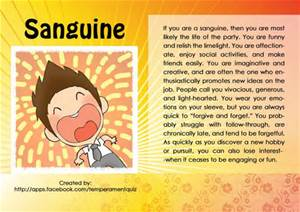 Sanguine
If you are a sanguine, then you are most
likely the life of the party. You are funny
and relish the limelight. You are affection-
ate, enjoy social activities, and make
friends easily. You are imaginative and
creative, and are often the one who en-
thusiastically promotes new ideas on the
job. People call you vivacious, generous,
and light-hearted. You wear your emo-
tions on your sleeve, but you are always
quick to "forgive and forget." You prob-
ably struggle with follow-through, are
chronically late, and tend to be forgetful.
As quickly as you discover a new hobby
or pursuit, you can also lose interest-
-when it ceases to be engaging or fun.
Created by:
http://apps.facebook.com/temperamentquiz